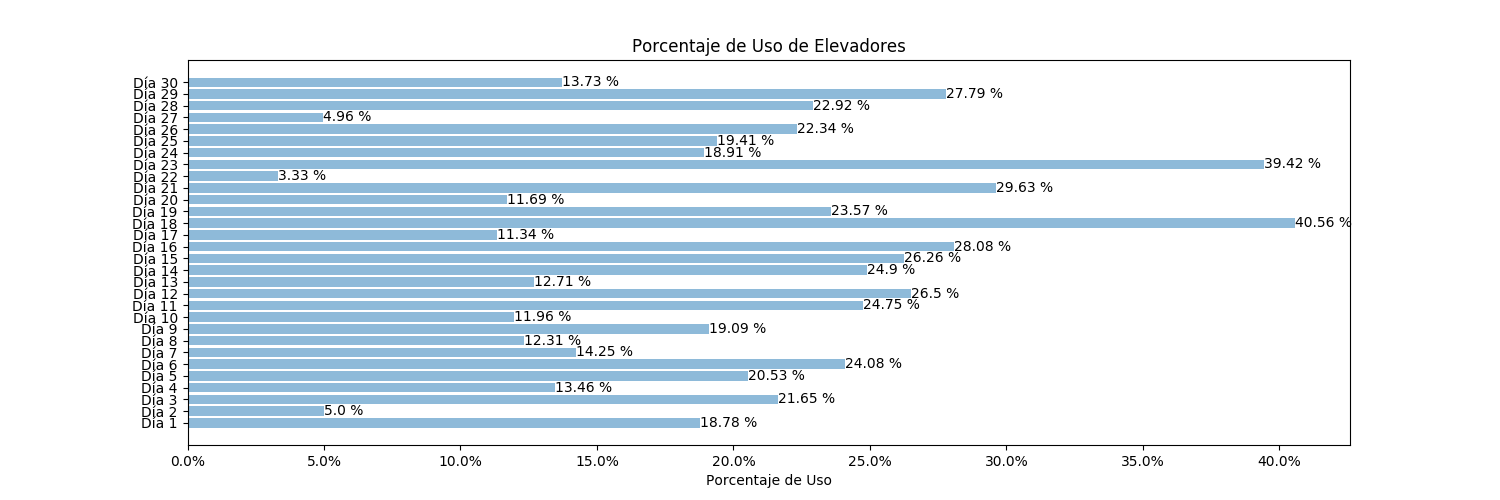 Porcentaje de Uso de Elevadores
Día 30 13.73 %
Día 29 27.79 %
Día 28 22.92 %
Día 27 4.96 %
Día 26 22.34 %
Día 25 19.41 %
Día 24 18.91 %
Día 23 39.42 %
Día 22 3.33 %
Día 21 29.63 %
Día 20 11.69 %
Día 19 23.57 %
Día 18 40.56 %
Día 17 11.34 %
Día 16 28.08 %
Día 15 26.26 %
Día 14 24.9 %
Día 13 12.71 %
Día 12 26.5 %
Día 11 24.75 %
Día 10 11.96 %
Día 9 19.09 %
Día 8 12.31 %
Día 7 14.25 %
Día 6 24.08 %
Día 5 20.53 %
Día 4 13.46 %
Día 3 21.65 %
Día 2 5.0 %
Día 1 18.78 %
0.0% 5.0% 10.0% 15.0% 20.0% 25.0% 30.0% 35.0% 40.0%
Porcentaje de Uso